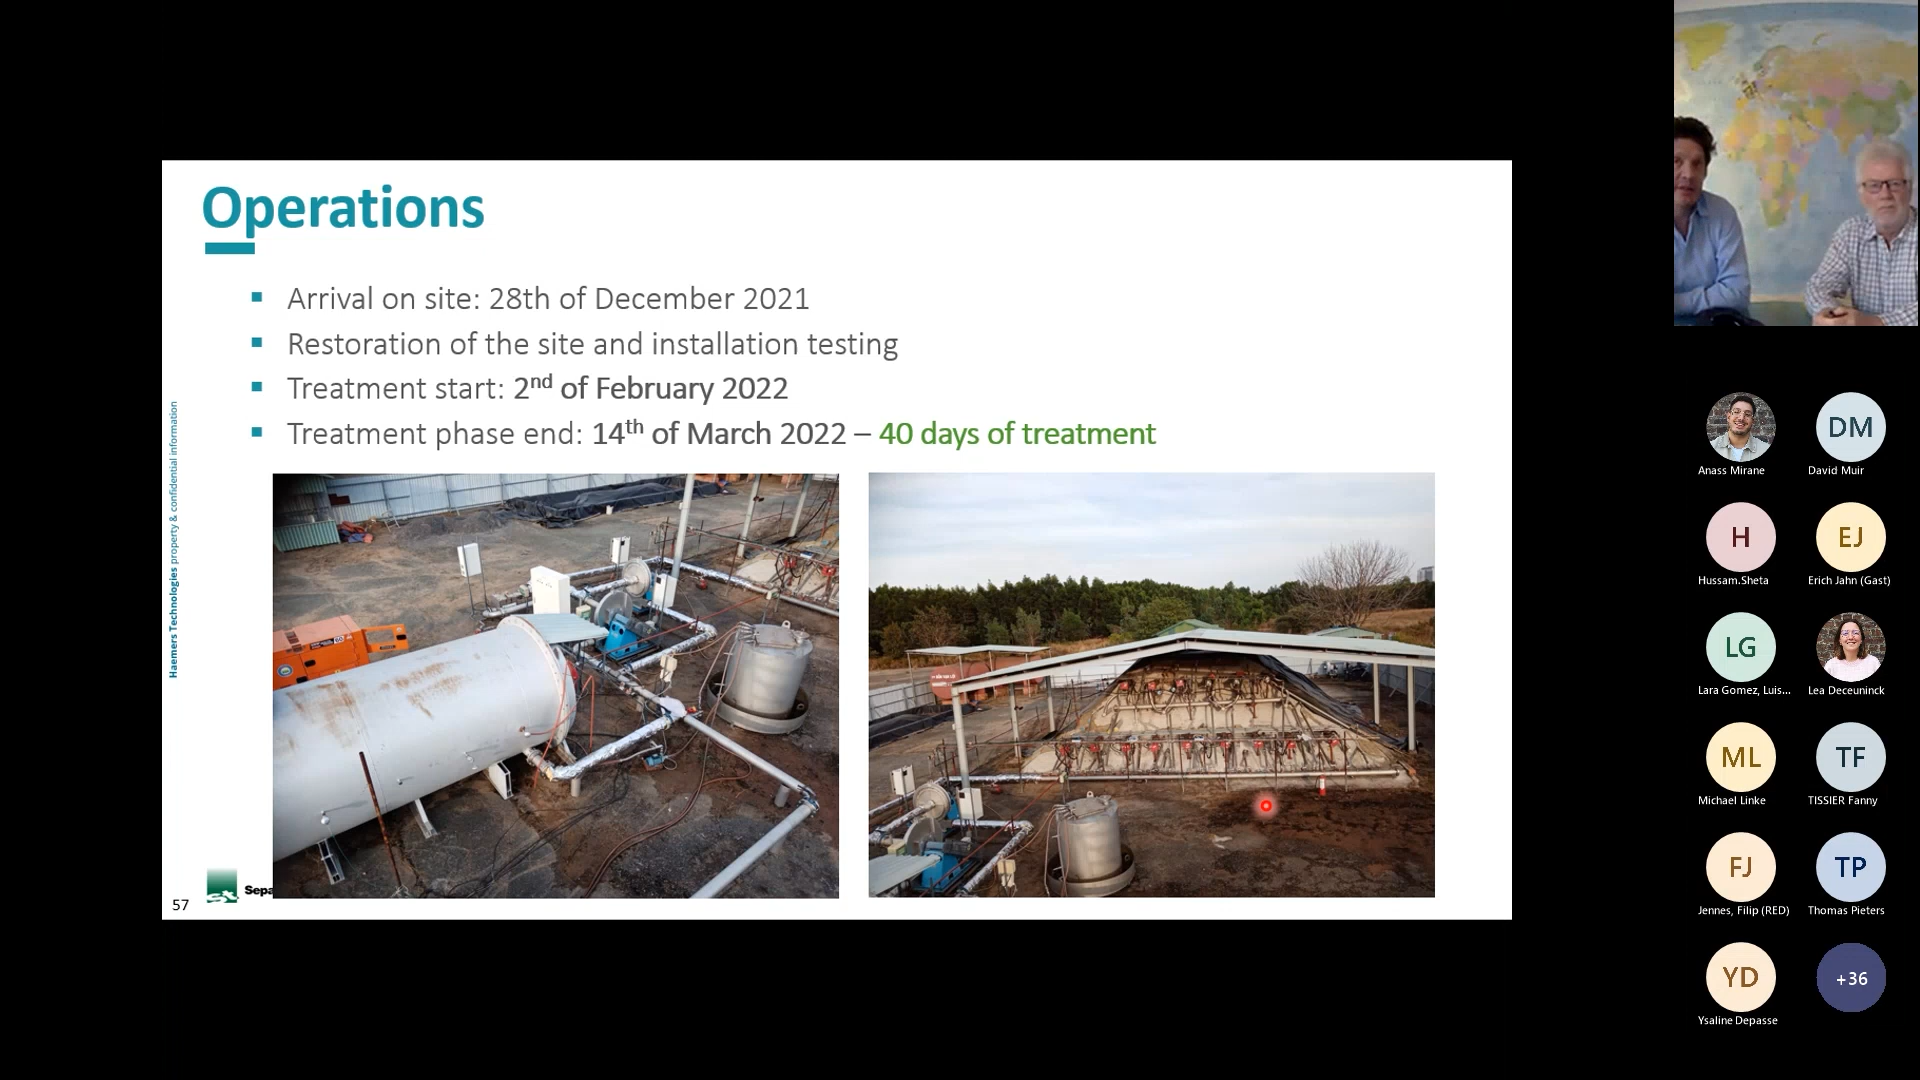 Operations
Arrival on site: 28th of December 2021
Restoration of the site and installation testing
Treatment start: 2nd of February 2022
Treatment phase end: 14th of March 2022 – 40 days of treatment
Haemers Technologies property & confidential information
Sepa
57
Anass Mirane
DM
David Muir
H
Hussam.Sheta
EJ
Erich Jahn (Gast)
LG
Lara Gomez, Luis...
Lea Deceuninck
ML
Michael Linke
TF
TISSIER Fanny
FJ
Jennes, Filip (RED)
TP
Thomas Pieters
YD
Ysaline Depasse
+36